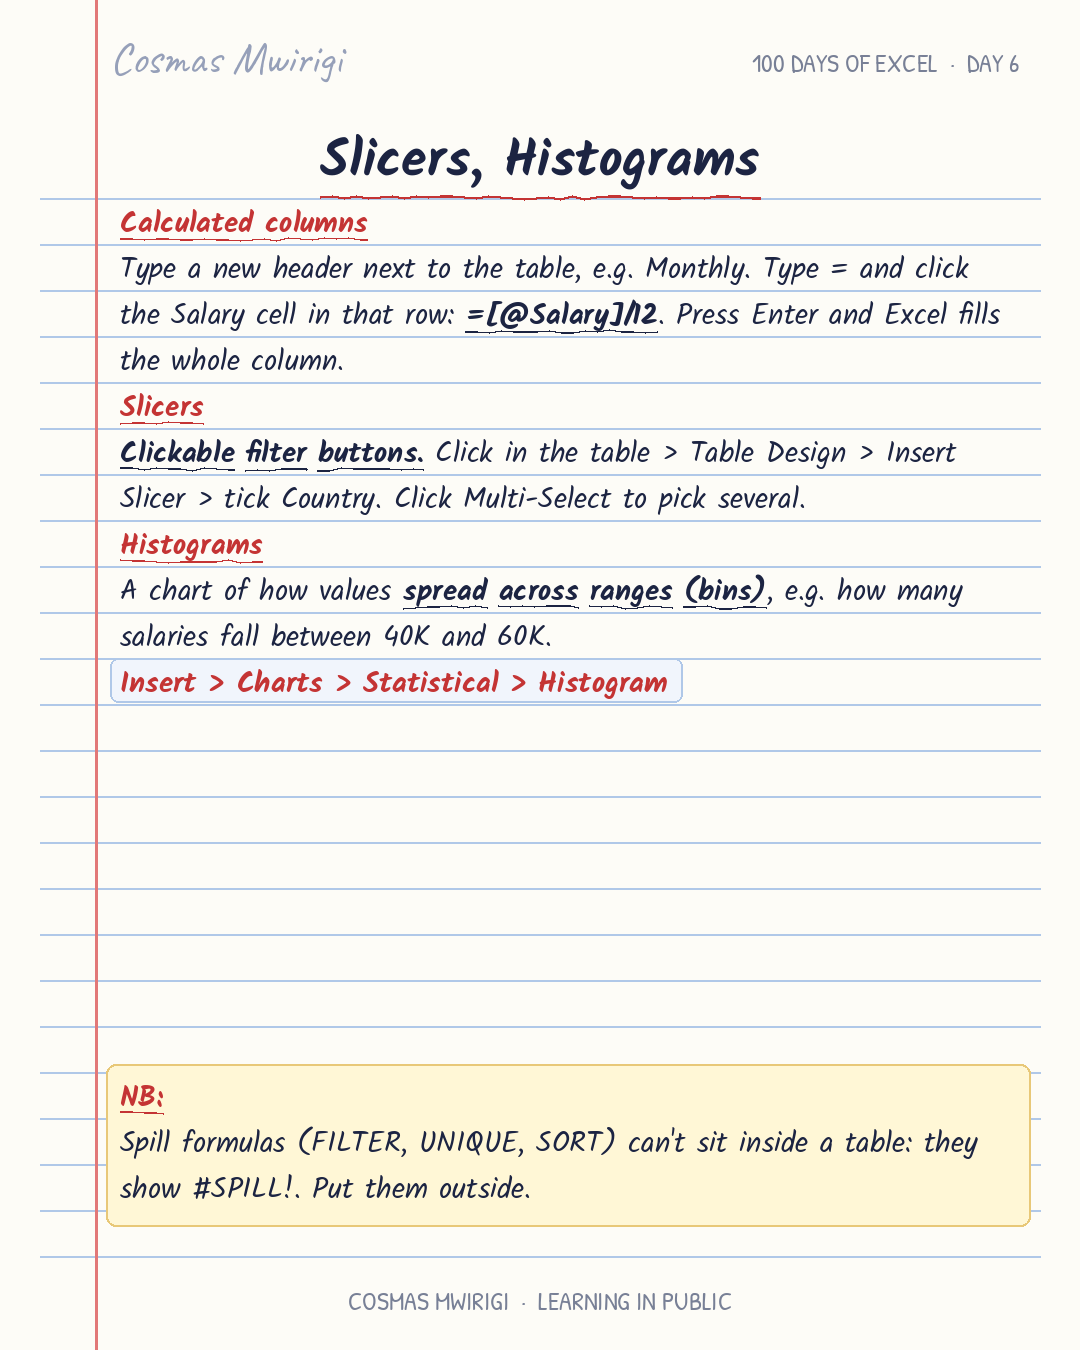 Cosmas Mwirigi
100 DAYS OF EXCEL · DAY 6
Slicers, Histograms
Calculated columns
Type a new header next to the table, e.g. Monthly. Type = and click
the Salary cell in that row: =[@Salary]/12. Press Enter and Excel fills
the whole column.
Slicers
Clickable filter buttons. Click in the table > Table Design > Insert
Slicer > tick Country. Click Multi-Select to pick several.
Histograms
A chart of how values spread across ranges (bins), e.g. how many
salaries fall between 40K and 60K.
Insert > Charts > Statistical > Histogram
NB:
Spill formulas (FILTER, UNIQUE, SORT) can't sit inside a table: they
show #SPILL!. Put them outside.
COSMAS MWIRIGI · LEARNING IN PUBLIC